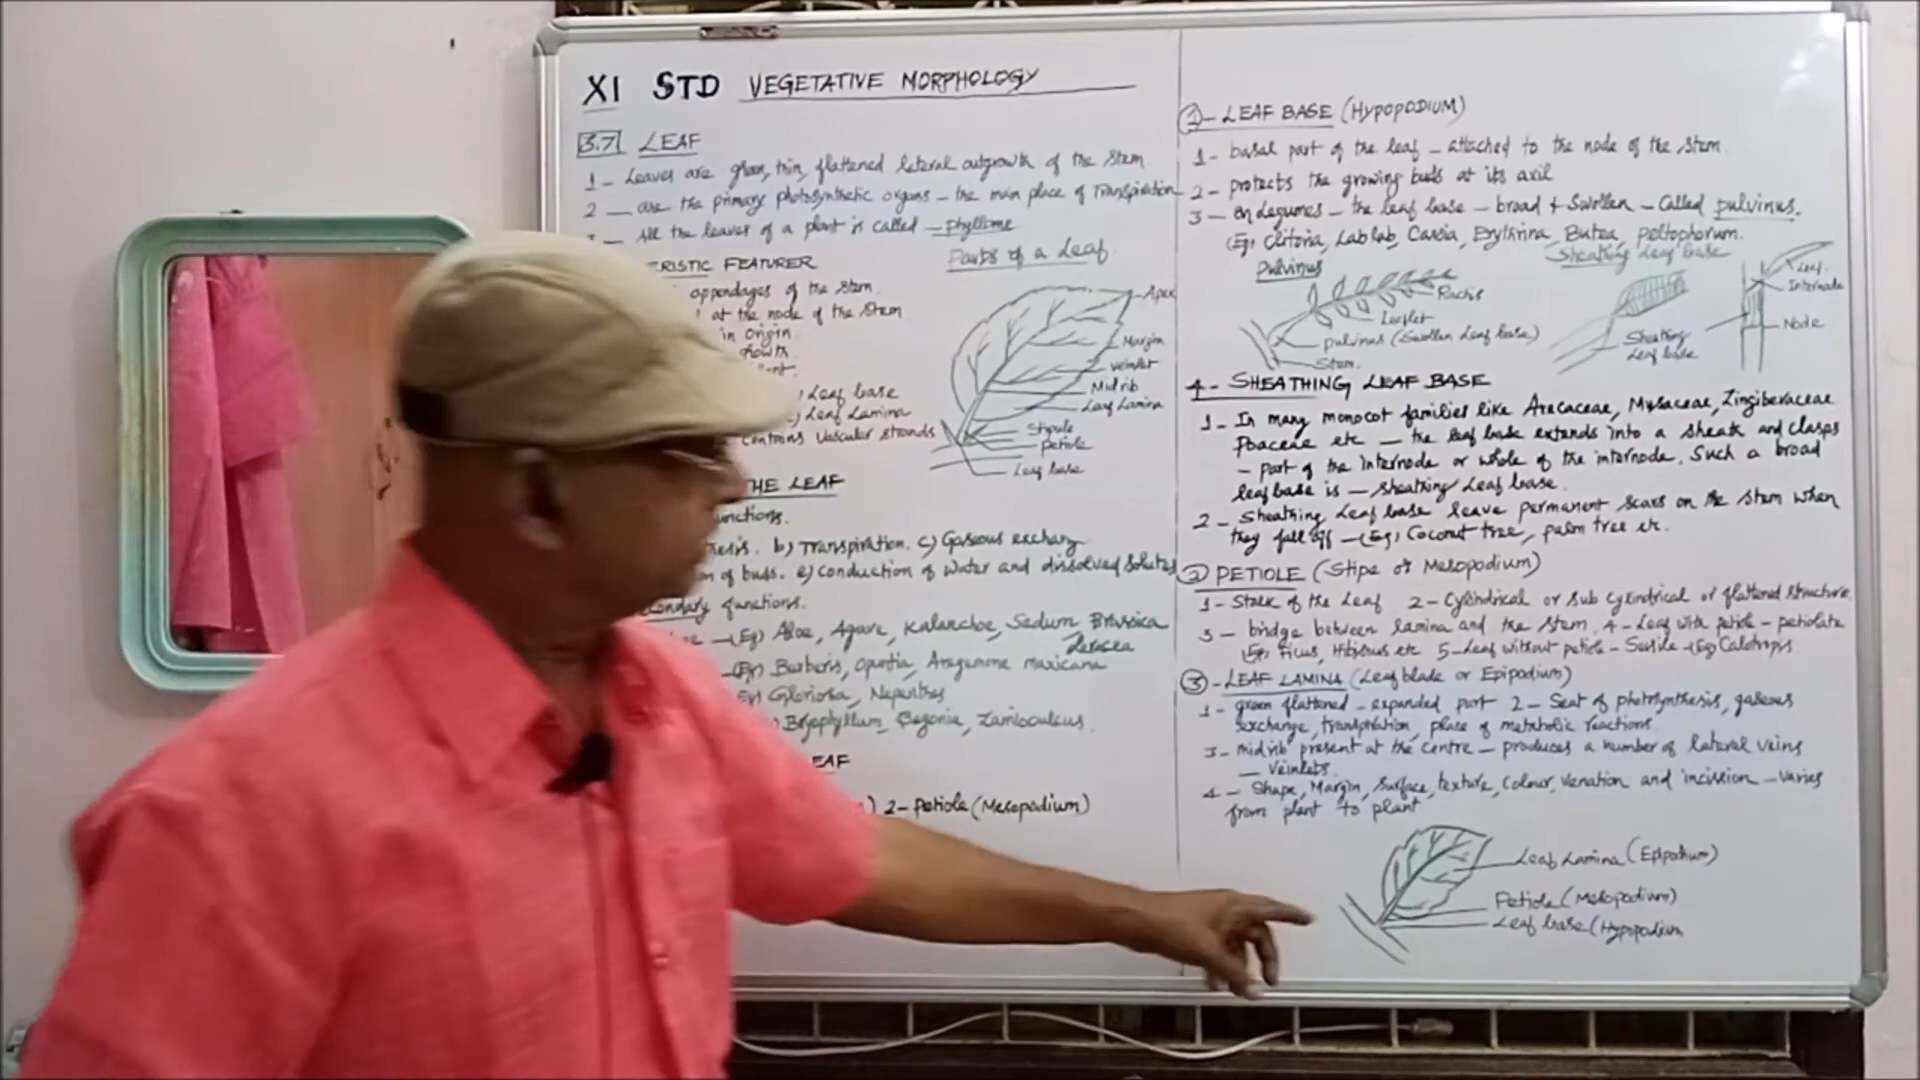 XI STD VEGETATIVE MORPHOLOGY
3.7 LEAF
1 - Leaves are green, thin, flattened lateral outgrowth of the stem
2 - are the primary photosynthetic organs - the main place of Transpiration
All the leaves of a plant is called - phyllome
ERISTIC FEATURER
appendages of the stem
at the node of the stem
in origin
growth
Leaf base
c) Leaf Lamina
contains vascular strands
Parts of a Leaf
Apex
Margin
veinlet
Midrib
Leaf Lamina
Stipule
petiole
Leaf base
THE LEAF
unctions.
hesis. b) Transpiration. c) Gaseous exchang
on of buds. e) conduction of water and dissolved solutes
condary functions.
(Eg) Aloe, Agave, Kalanchoe, Sedum Brassica
(Eg) Barberis, opuntia, Aregemone maxicana
Eg) Gloriosa, Nepenthes
Bryophyllum, Begonia, Zamioculcus.
EAF
2- Petiole (Mesopodium)
1 - LEAF BASE (HYPOPODIUM)
1- basal part of the leaf - attached to the node of the stem
2- protects the growing buds at its axil
3- In Legumes - the leaf base - broad & swollen - called pulvinus.
(Eg) Clitoria, Lab lab, Cassia, Erythrina, Butea, peltophorum.
Pulvinus
Rachis
Leaflet
pulvinus (Swollen Leaf base)
Stem
Sheathing Leaf base
Sheathing
Leaf base
Leaf
Internode
Node
4- SHEATHING LEAF BASE
1- In many monocot families like Arecaceae, Musaceae, Zingiberaceae
Poaceae etc - the leaf base extends into a sheath and clasps
- part of the internode or whole of the internode. Such a broad
leafbase is - sheathing Leaf base.
2- Sheathing Leaf base leave permanent scars on the stem when
they fall off - (Eg) Coconut tree, palm tree etc.
2 PETIOLE (Stipe or Mesopodium)
1- Stalk of the Leaf 2- Cylindrical or sub cylindrical or flattened structure
3- bridge between lamina and the stem. 4- Leaf with petiole - petiolate
Eg, Ficus, Hibiscus etc 5- Leaf without petiole - Sessile - Eg Calotropis
3 - LEAF LAMINA (Leaf blade or Epipodium)
1- green flattened - expanded part 2- Seat of photosynthesis, gaseous
exchange, transpiration, place of metabolic reactions
3- midrib present at the centre - produces a number of lateral veins
- veinlets.
4 - Shape, Margin, surface, texture, colour, venation and incission - varies
from plant to plant
Leaf Lamina (Epipodium)
Petiole (Mesopodium)
Leaf base (Hypopodium